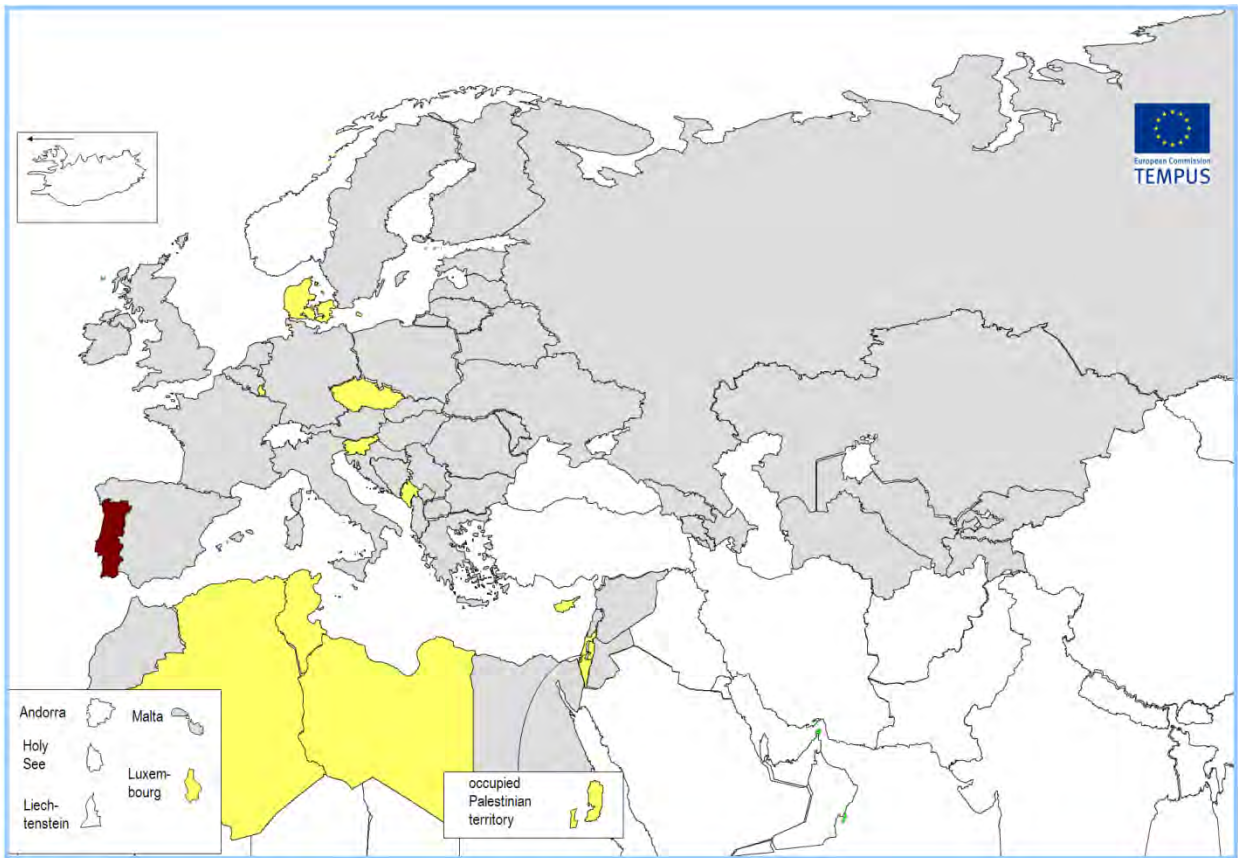 European Commission
TEMPUS
Andorra
Malta
Holy
See
Luxem-
bourg
Liech-
tenstein
occupied
Palestinian
territory